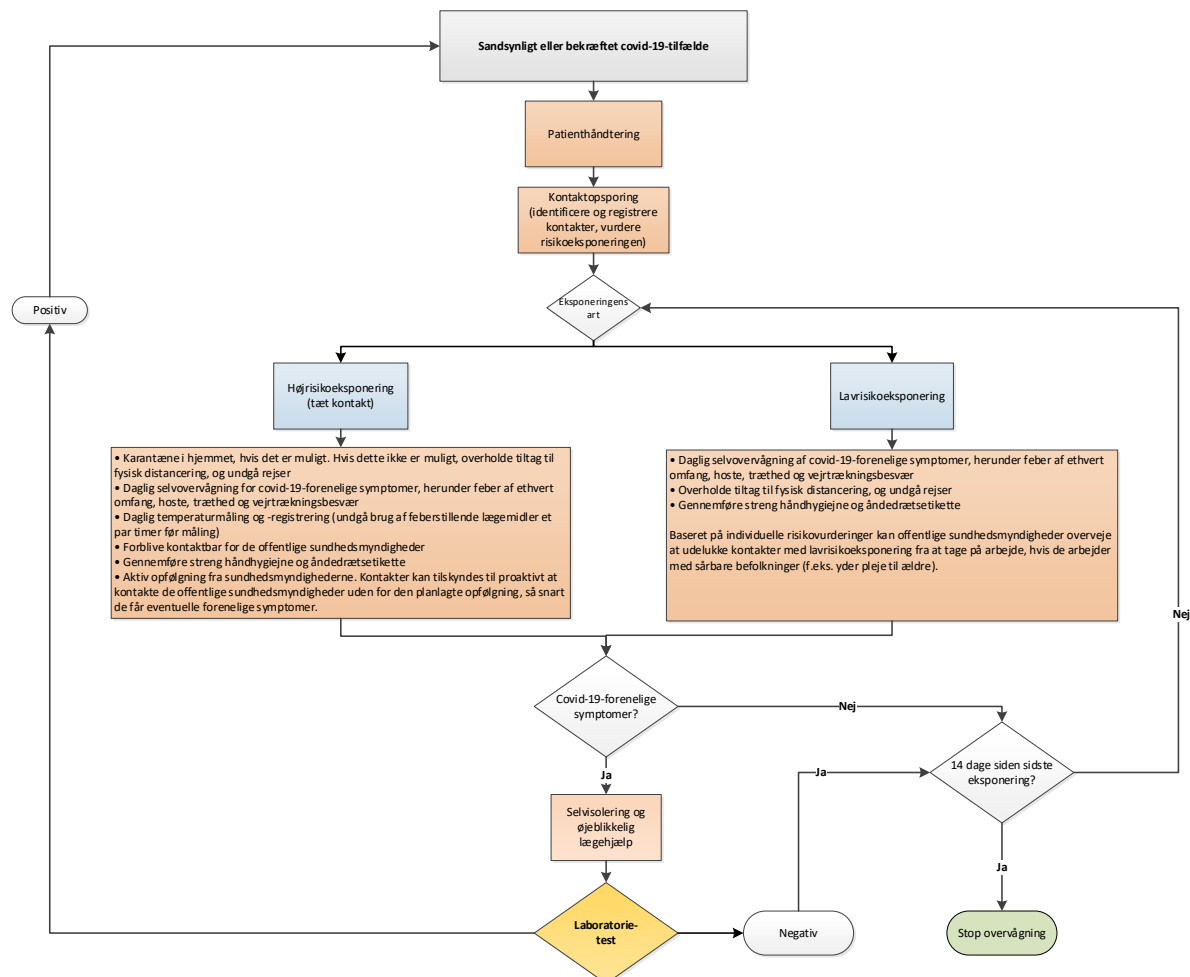 Sandsynligt eller bekræftet covid-19-tilfælde
Patienthåndtering
Kontaktopsporing
(identificere og registrere
kontakter, vurdere
risikoeksponeringen)
Positiv
Eksponeringens
art
Højrisikoeksponering
(tæt kontakt)
Lavrisikoeksponering
• Karantæne i hjemmet, hvis det er muligt. Hvis dette ikke er muligt, overholde tiltag til
fysisk distancering, og undgå rejser
• Daglig selvovervågning for covid-19-forenelige symptomer, herunder feber af ethvert
omfang, hoste, træthed og vejrtrækningsbesvær
• Daglig temperaturmåling og -registrering (undgå brug af feberstillende lægemidler et
par timer før måling)
• Forblive kontaktbar for de offentlige sundhedsmyndigheder
• Gennemføre streng håndhygiejne og åndedrætsetikette
• Aktiv opfølgning fra sundhedsmyndighederne. Kontakter kan tilskyndes til proaktivt at
kontakte de offentlige sundhedsmyndigheder uden for den planlagte opfølgning, så snart
de får eventuelle forenelige symptomer.
• Daglig selvovervågning af covid-19-forenelige symptomer, herunder feber af ethvert
omfang, hoste, træthed og vejrtrækningsbesvær
• Overholde tiltag til fysisk distancering, og undgå rejser
• Gennemføre streng håndhygiejne og åndedrætsetikette
Baseret på individuelle risikovurderinger kan offentlige sundhedsmyndigheder overveje
at udelukke kontakter med lavrisikoeksponering fra at tage på arbejde, hvis de arbejder
med sårbare befolkninger (f.eks. yder pleje til ældre).
Nej
Covid-19-forenelige
symptomer?
Nej
Ja
14 dage siden sidste
eksponering?
Ja
Selvisolering og
øjeblikkelig
lægehjælp
Ja
Laboratorie-
test
Negativ
Stop overvågning